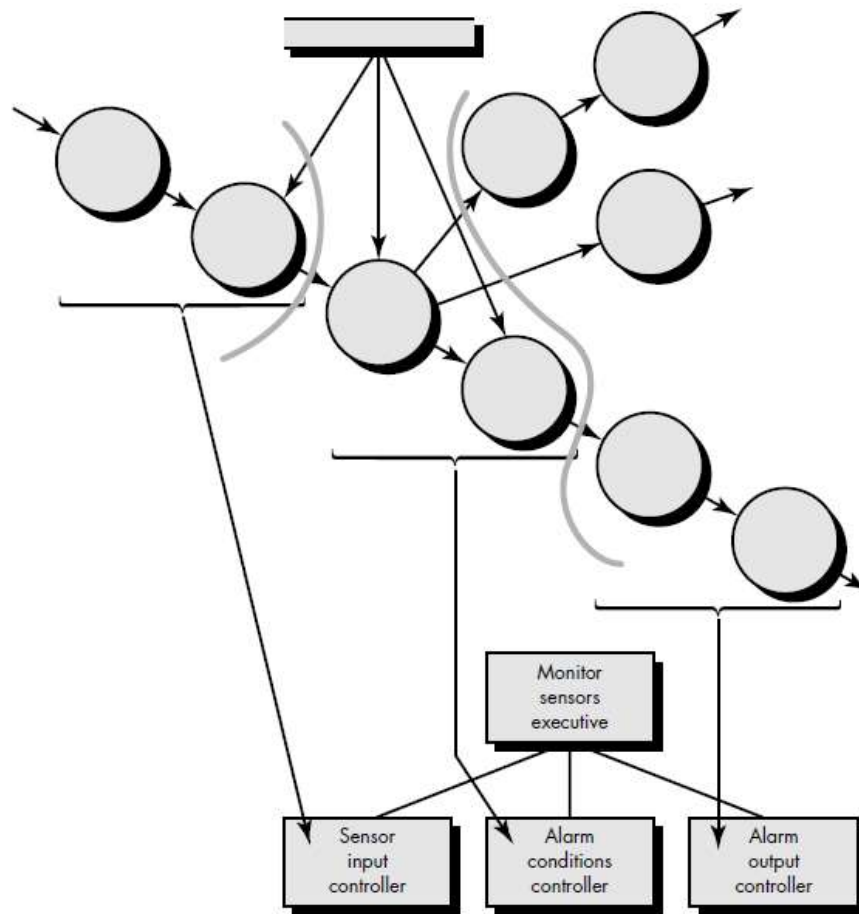 Monitor
sensors
executive
Sensor
input
controller
Alarm
conditions
controller
Alarm
output
controller